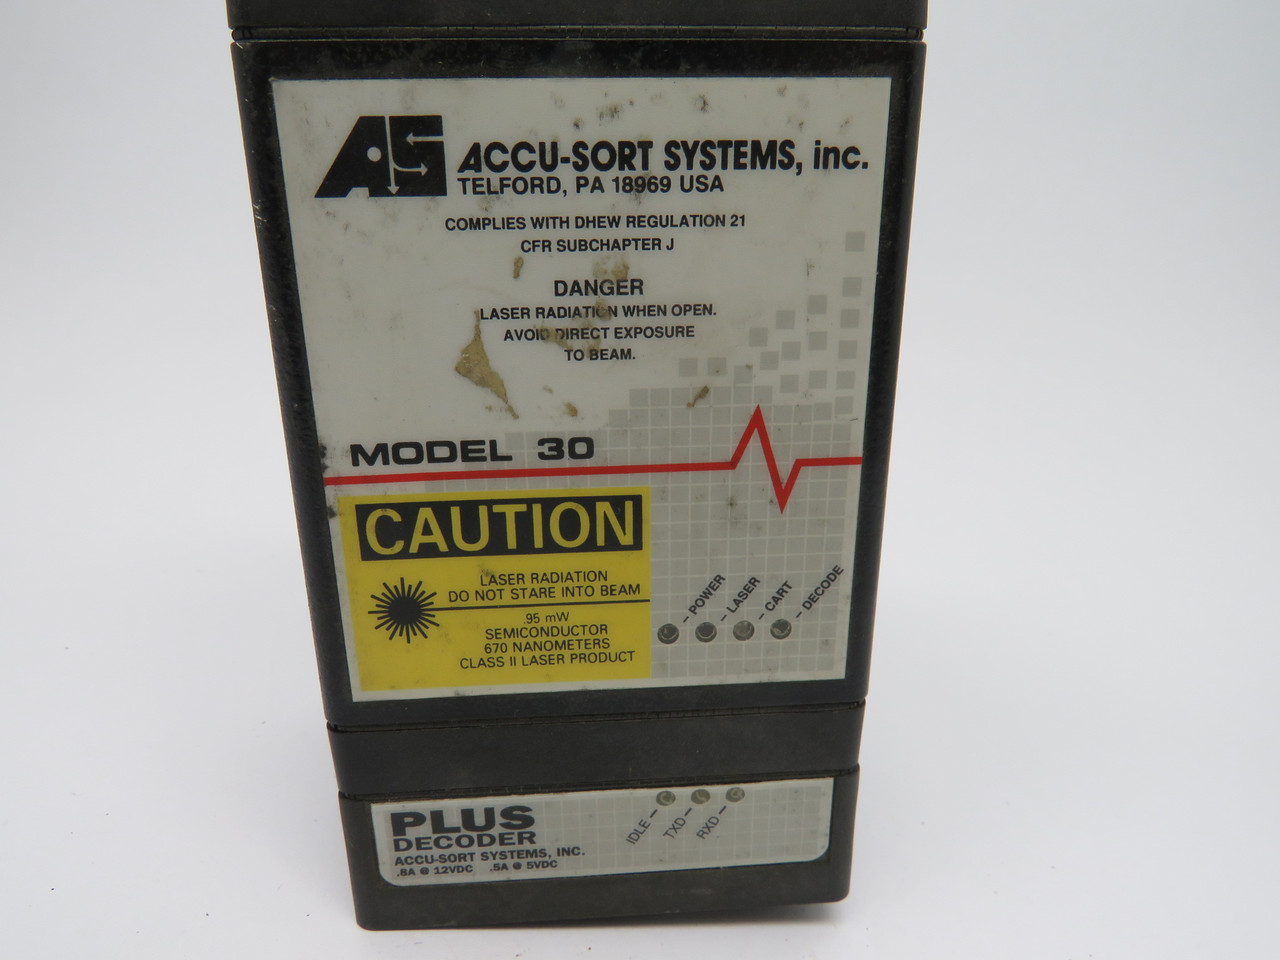 AS
ACCU-SORT SYSTEMS, inc.
TELFORD, PA 18969 USA
COMPLIES WITH DHEW REGULATION 21
CFR SUBCHAPTER J
DANGER
LASER RADIATION WHEN OPEN.
AVOID DIRECT EXPOSURE
TO BEAM.
MODEL 30
CAUTION
LASER RADIATION
DO NOT STARE INTO BEAM
.95 mW
SEMICONDUCTOR
670 NANOMETERS
CLASS II LASER PRODUCT
POWER
LASER
CART
DECODE
PLUS
DECODER
ACCU-SORT SYSTEMS, INC.
.8A @ 12VDC .5A @ 5VDC
IDLE
TXD
RXD